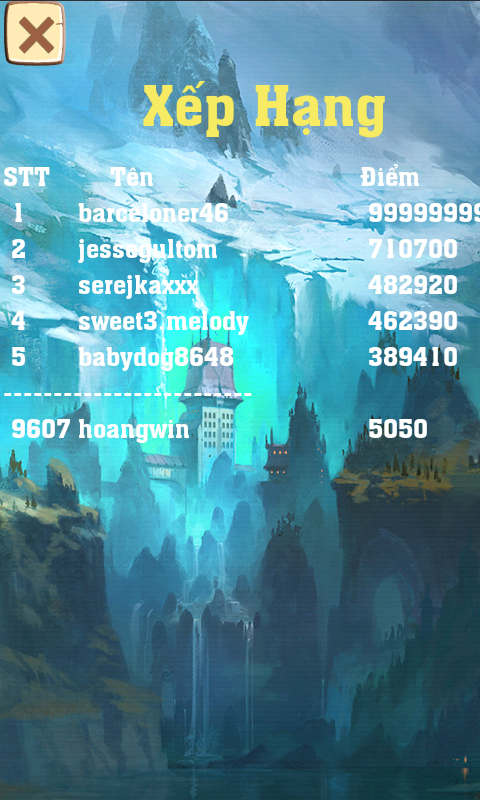 Xếp Hạng
STT Tên Điểm
1 barcejoner46 99999999
2 jessegultom 710700
3 serejkaxxx 482920
4 sweet3 melody 462390
5 babydog8648 389410
-------------------------
9607 hoangwin 5050